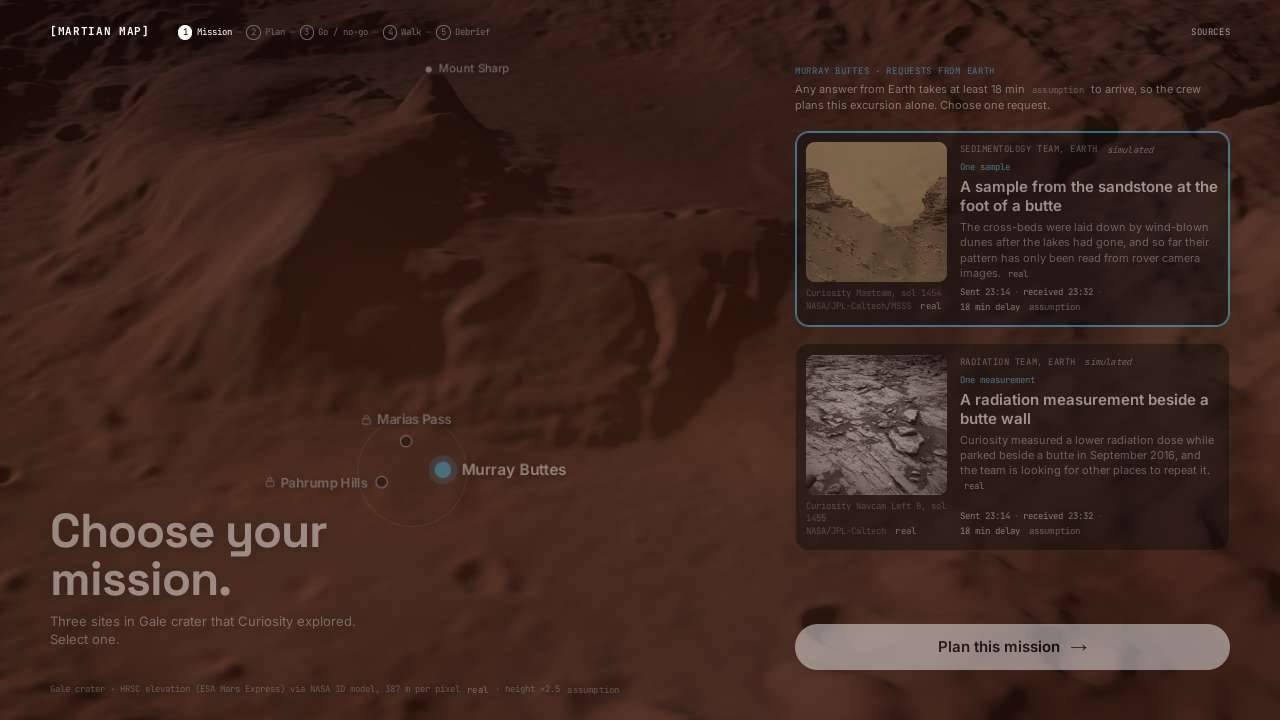 [MARTIAN MAP]
1 Mission
2 Plan
3 Go / no-go
4 Walk
5 Debrief
SOURCES
Mount Sharp
Marias Pass
Murray Buttes
Pahrump Hills
Choose your
mission.
Three sites in Gale crater that Curiosity explored.
Select one.
Gale crater · HRSC elevation (ESA Mars Express) via NASA 3D model, 387 m per pixel real · height ×2.5 assumption
MURRAY BUTTES · REQUESTS FROM EARTH
Any answer from Earth takes at least 18 min assumption to arrive, so the crew
plans this excursion alone. Choose one request.
SEDIMENTOLOGY TEAM, EARTH simulated
One sample
A sample from the sandstone at the
foot of a butte
The cross-beds were laid down by wind-blown
dunes after the lakes had gone, and so far their
pattern has only been read from rover camera
images. real
Sent 23:14 · received 23:32 ·
18 min delay assumption
Curiosity Mastcam, sol 1454
NASA/JPL-Caltech/MSSS real
RADIATION TEAM, EARTH simulated
One measurement
A radiation measurement beside a
butte wall
Curiosity measured a lower radiation dose while
parked beside a butte in September 2016, and
the team is looking for other places to repeat it.
real
Sent 23:14 · received 23:32 ·
18 min delay assumption
Curiosity Navcam Left B, sol
1455
NASA/JPL-Caltech real
Plan this mission →